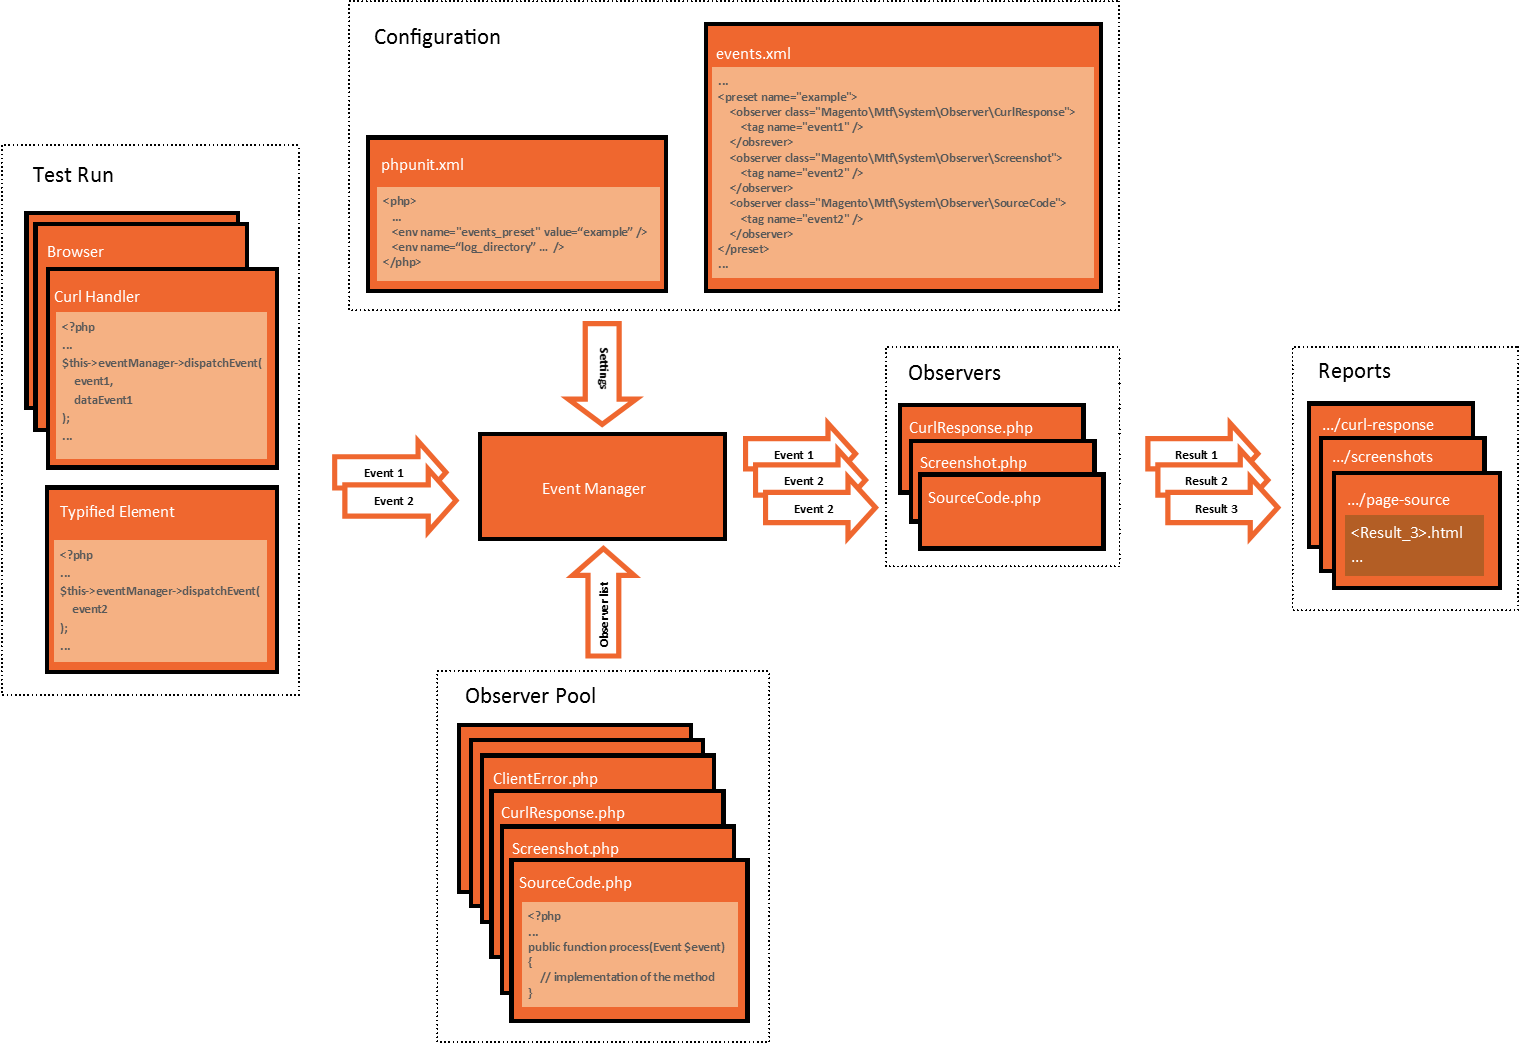 Configuration
phpunit.xml
<php>
...
<env name="events_preset" value=“example” />
<env name=“log_directory” ... />
</php>
events.xml
...
<preset name="example">
<observer class="Magento\Mtf\System\Observer\CurlResponse">
<tag name="event1" />
</obsrever>
<observer class="Magento\Mtf\System\Observer\Screenshot">
<tag name="event2" />
</observer>
<observer class="Magento\Mtf\System\Observer\SourceCode">
<tag name="event2" />
</observer>
</preset>
...
Test Run
Browser
Curl Handler
<?php
...
$this->eventManager->dispatchEvent(
event1,
dataEvent1
);
...
Typified Element
<?php
...
$this->eventManager->dispatchEvent(
event2
);
...
Settings
Event 1
Event 2
Event Manager
Observer list
Event 1
Event 2
Event 2
Observers
CurlResponse.php
Screenshot.php
SourceCode.php
Result 1
Result 2
Result 3
Reports
.../curl-response
.../screenshots
.../page-source
<Result_3>.html
...
Observer Pool
ClientError.php
CurlResponse.php
Screenshot.php
SourceCode.php
<?php
...
public function process(Event $event)
{
// implementation of the method
}